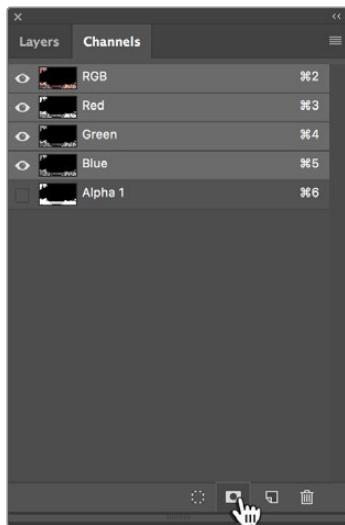 Layers Channels
RGB ⌘2
Red ⌘3
Green ⌘4
Blue ⌘5
Alpha 1 ⌘6